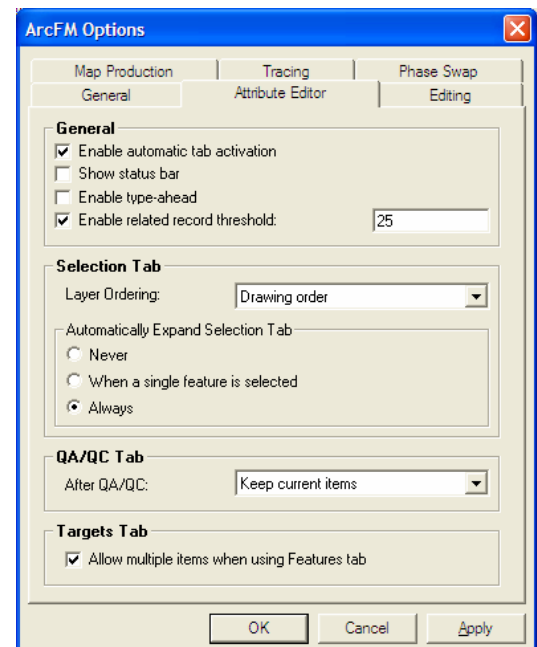 ArcFM Options
Map Production Tracing Phase Swap
General Attribute Editor Editing
General
Enable automatic tab activation
Show status bar
Enable type-ahead
Enable related record threshold: 25
Selection Tab
Layer Ordering: Drawing order
Automatically Expand Selection Tab
Never
When a single feature is selected
Always
QA/QC Tab
After QA/QC: Keep current items
Targets Tab
Allow multiple items when using Features tab
OK Cancel Apply